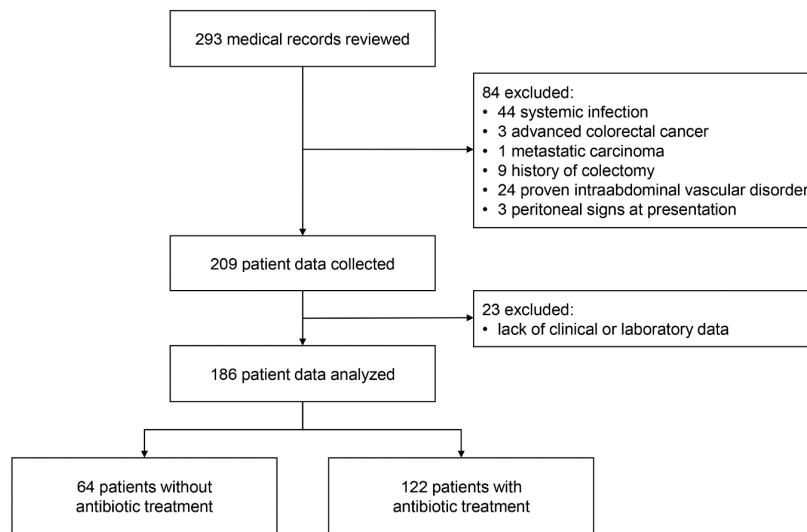 293 medical records reviewed
84 excluded:
• 44 systemic infection
• 3 advanced colorectal cancer
• 1 metastatic carcinoma
• 9 history of colectomy
• 24 proven intraabdominal vascular disorder
• 3 peritoneal signs at presentation
209 patient data collected
23 excluded:
• lack of clinical or laboratory data
186 patient data analyzed
64 patients without
antibiotic treatment
122 patients with
antibiotic treatment